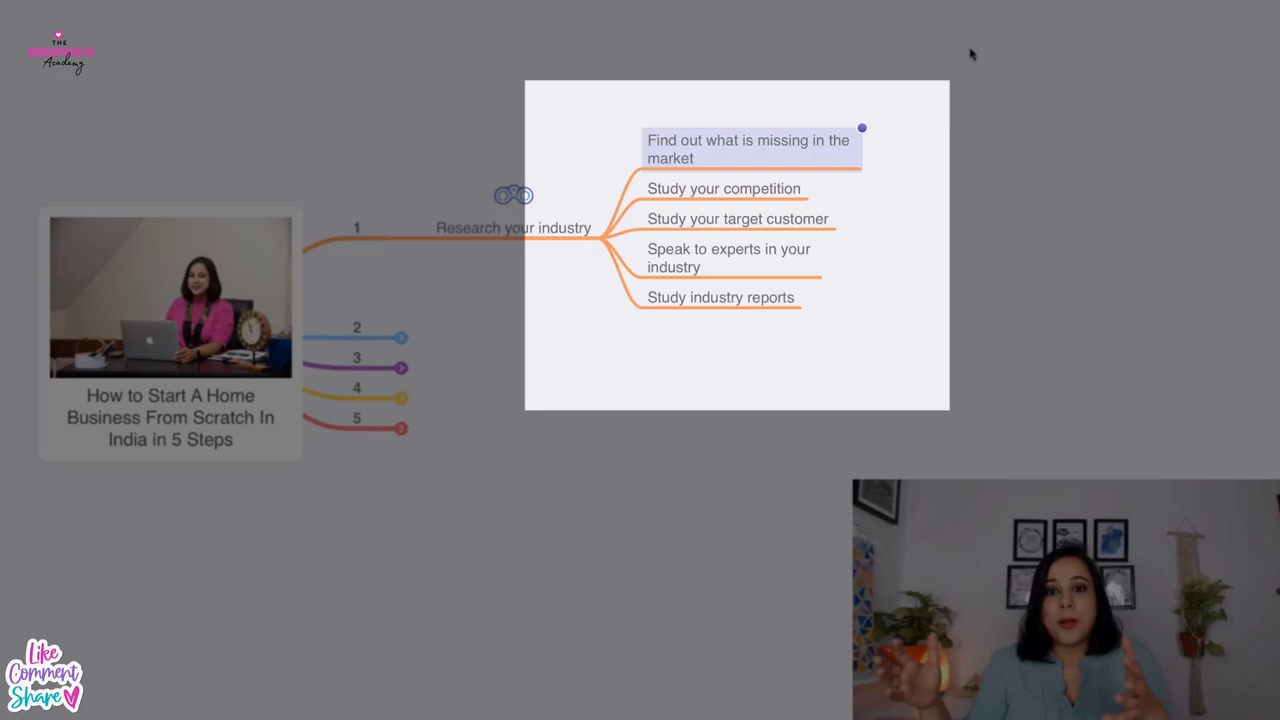 THE
Academy
Find out what is missing in the
market
Study your competition
Study your target customer
Speak to experts in your
industry
Study industry reports
Research your industry
1
2
3
4
5
How to Start A Home
Business From Scratch In
India in 5 Steps
Like
Comment
Share